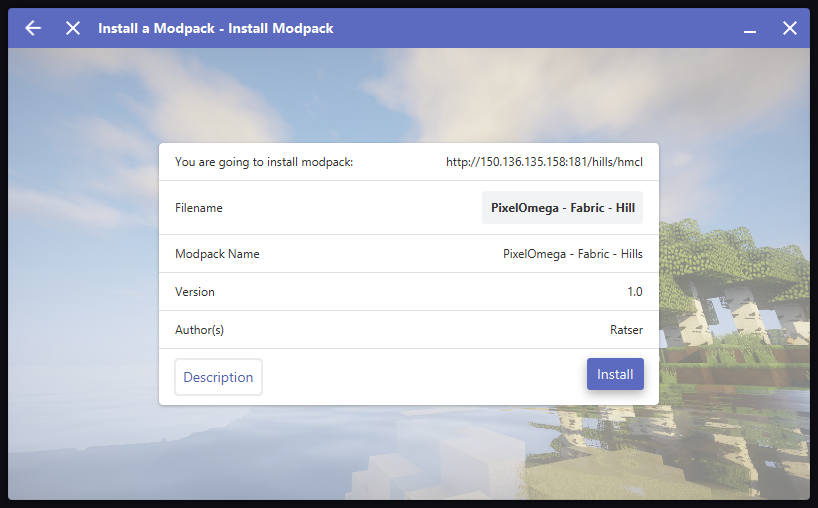 Install a Modpack - Install Modpack
You are going to install modpack: http://150.136.135.158:181/hills/hmcl
Filename PixelOmega - Fabric - Hill
Modpack Name PixelOmega - Fabric - Hills
Version 1.0
Author(s) Ratser
Description Install